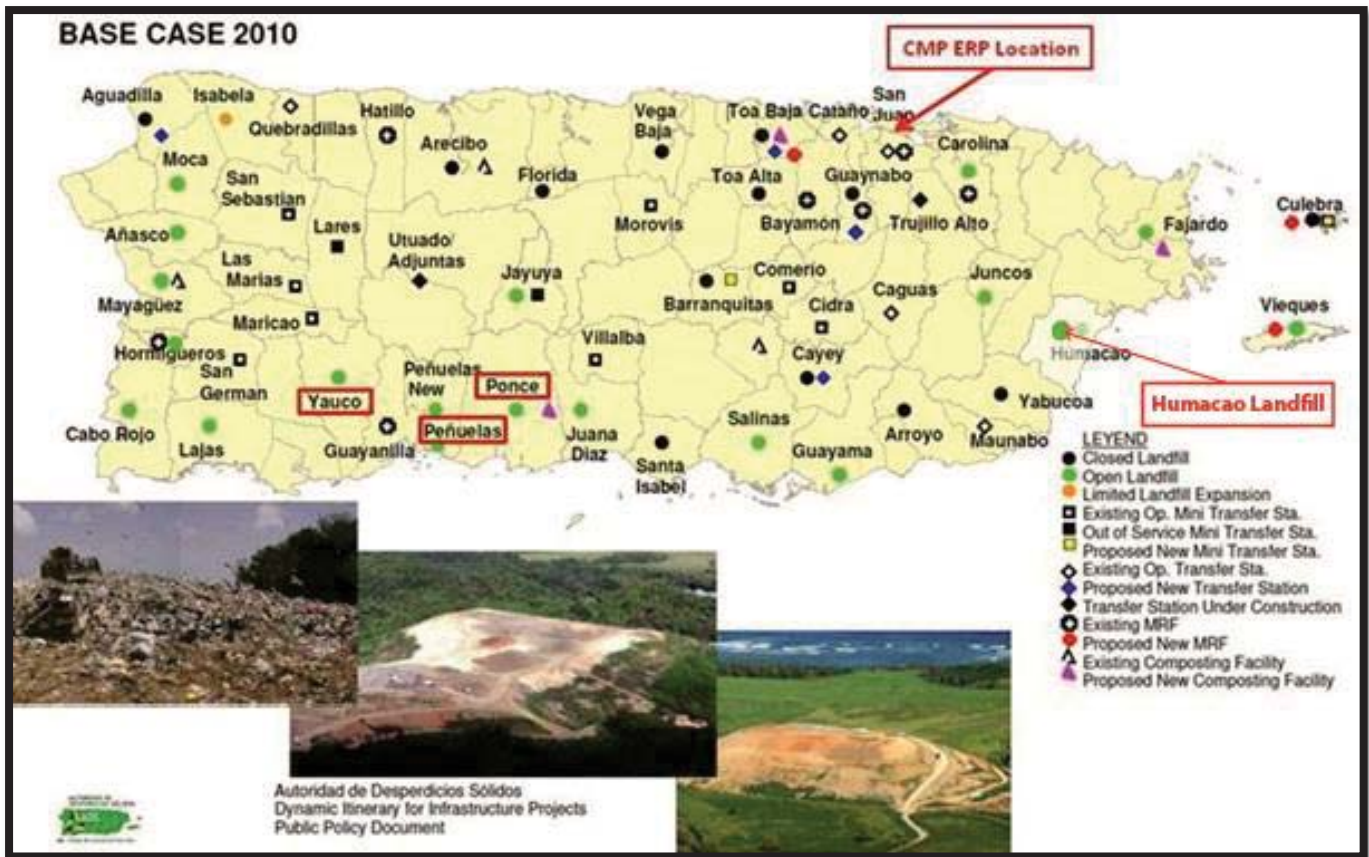 BASE CASE 2010
CMP ERP Location
Aguadilla
Isabela
Quebradillas
Hatillo
Arecibo
Vega
Baja
Toa Baja
Cataño
San
Juan
Carolina
Moca
San
Sebastian
Florida
Toa Alta
Guaynabo
Culebra
Añasco
Lares
Utuado/
Adjuntas
Morovis
Bayamon
Trujillo Alto
Fajardo
Las
Marias
Jayuya
Barranquitas
Comerio
Cidra
Caguas
Juncos
Vieques
Mayagüez
Maricao
Villalba
Cayey
Humacao
Hormigueros
San
German
Yauco
Peñuelas
New
Ponce
Peñuelas
Humacao Landfill
Cabo Rojo
Lajas
Guayanilla
Juana
Diaz
Santa
Isabel
Salinas
Guayama
Arroyo
Yabucoa
Maunabo
LEYEND
Closed Landfill
Open Landfill
Limited Landfill Expansion
Existing Op. Mini Transfer Sta.
Out of Service Mini Transfer Sta.
Proposed New Mini Transfer Sta.
Existing Op. Transfer Sta.
Proposed New Transfer Station
Transfer Station Under Construction
Existing MRF
Proposed New MRF
Existing Composting Facility
Proposed New Composting Facility
Autoridad de Desperdicios Sólidos
Dynamic Itinerary for Infrastructure Projects
Public Policy Document